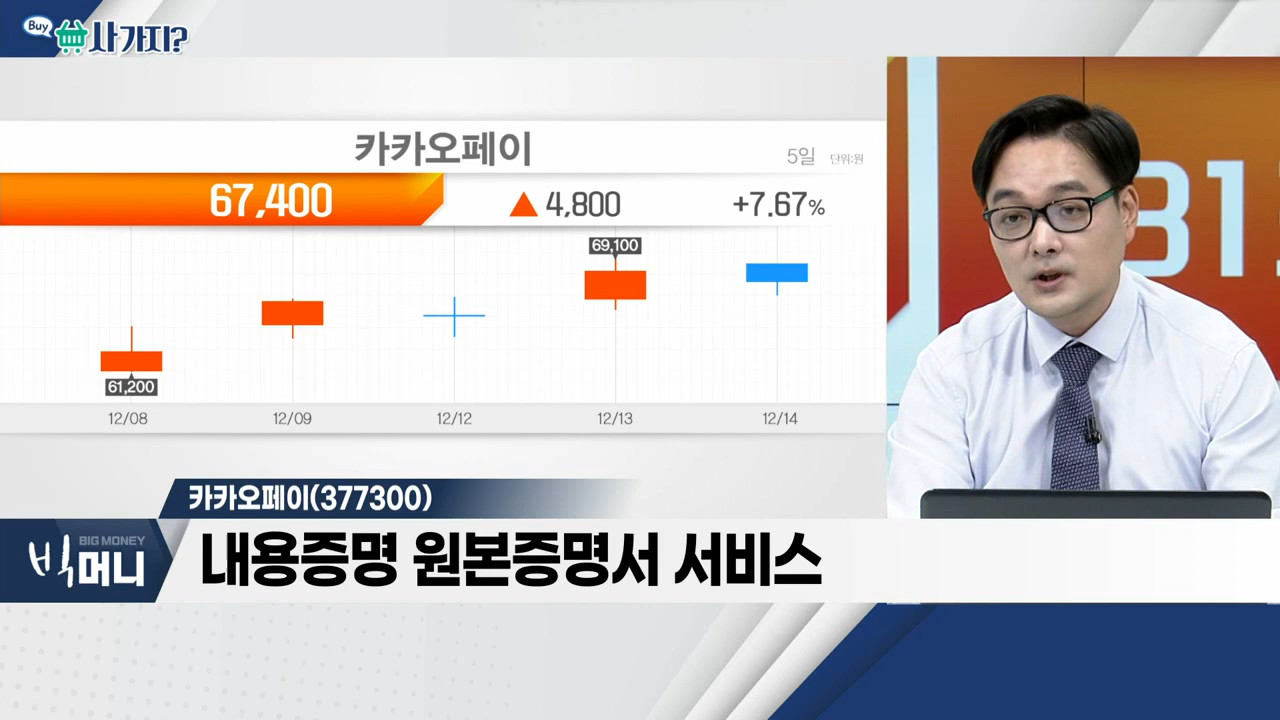 Buy 사가지?
카카오페이
5일 단위:원
67,400 ▲ 4,800 +7.67%
69,100
61,200
12/08 12/09 12/12 12/13 12/14
카카오페이(377300)
BIG MONEY
빅머니
내용증명 원본증명서 서비스